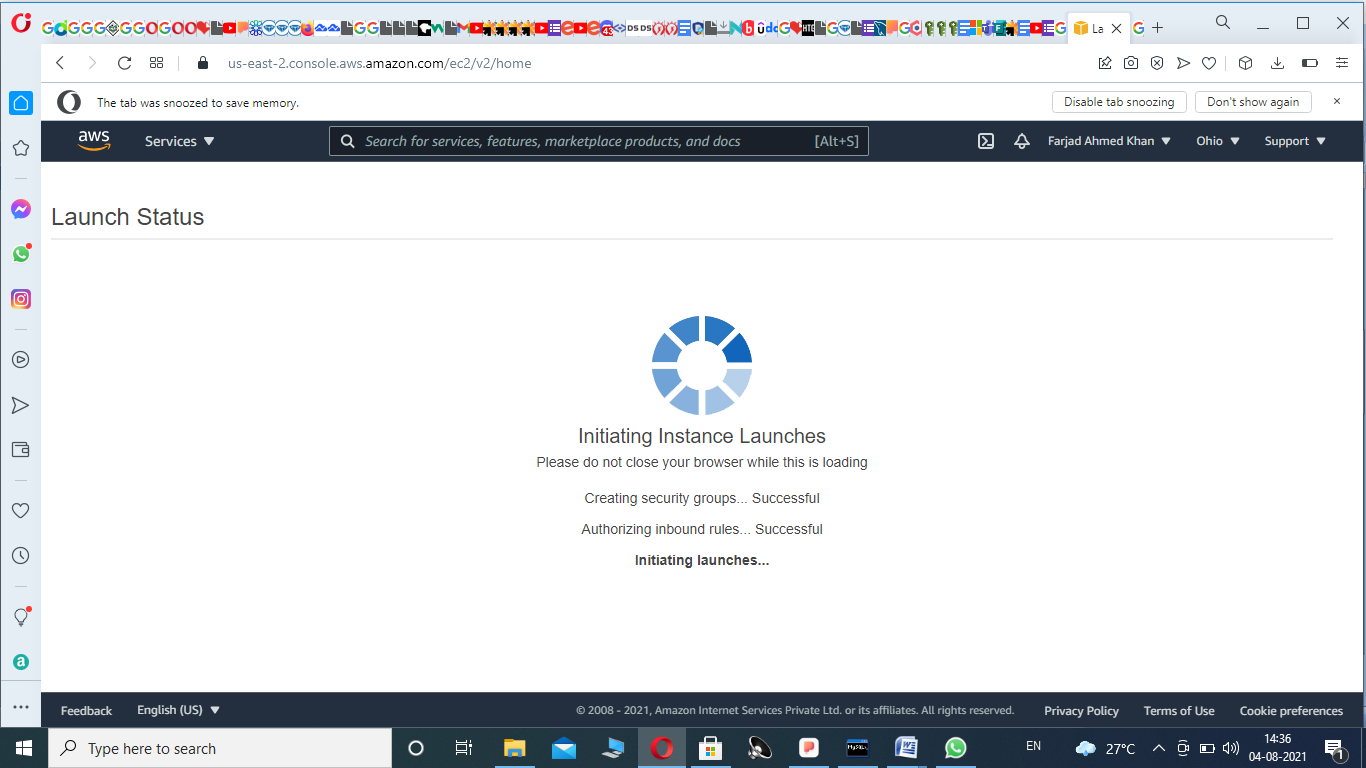 La
us-east-2.console.aws.amazon.com/ec2/v2/home
The tab was snoozed to save memory.
Disable tab snoozing
Don't show again
aws
Services
Search for services, features, marketplace products, and docs
[Alt+S]
Farjad Ahmed Khan
Ohio
Support
Launch Status
Initiating Instance Launches
Please do not close your browser while this is loading
Creating security groups... Successful
Authorizing inbound rules... Successful
Initiating launches...
Feedback
English (US)
© 2008 - 2021, Amazon Internet Services Private Ltd. or its affiliates. All rights reserved.
Privacy Policy
Terms of Use
Cookie preferences
Type here to search
EN
27°C
14:36
04-08-2021
1